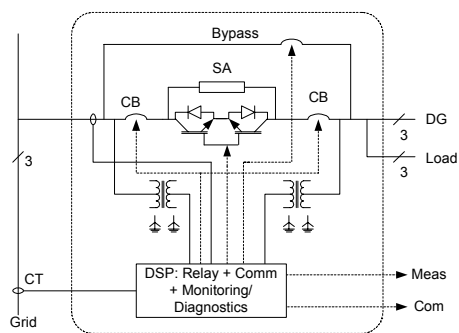 Bypass
SA
CB
CB
DG
3
Load
3
3
DSP: Relay + Comm
+ Monitoring/
Diagnostics
Meas
CT
Com
Grid